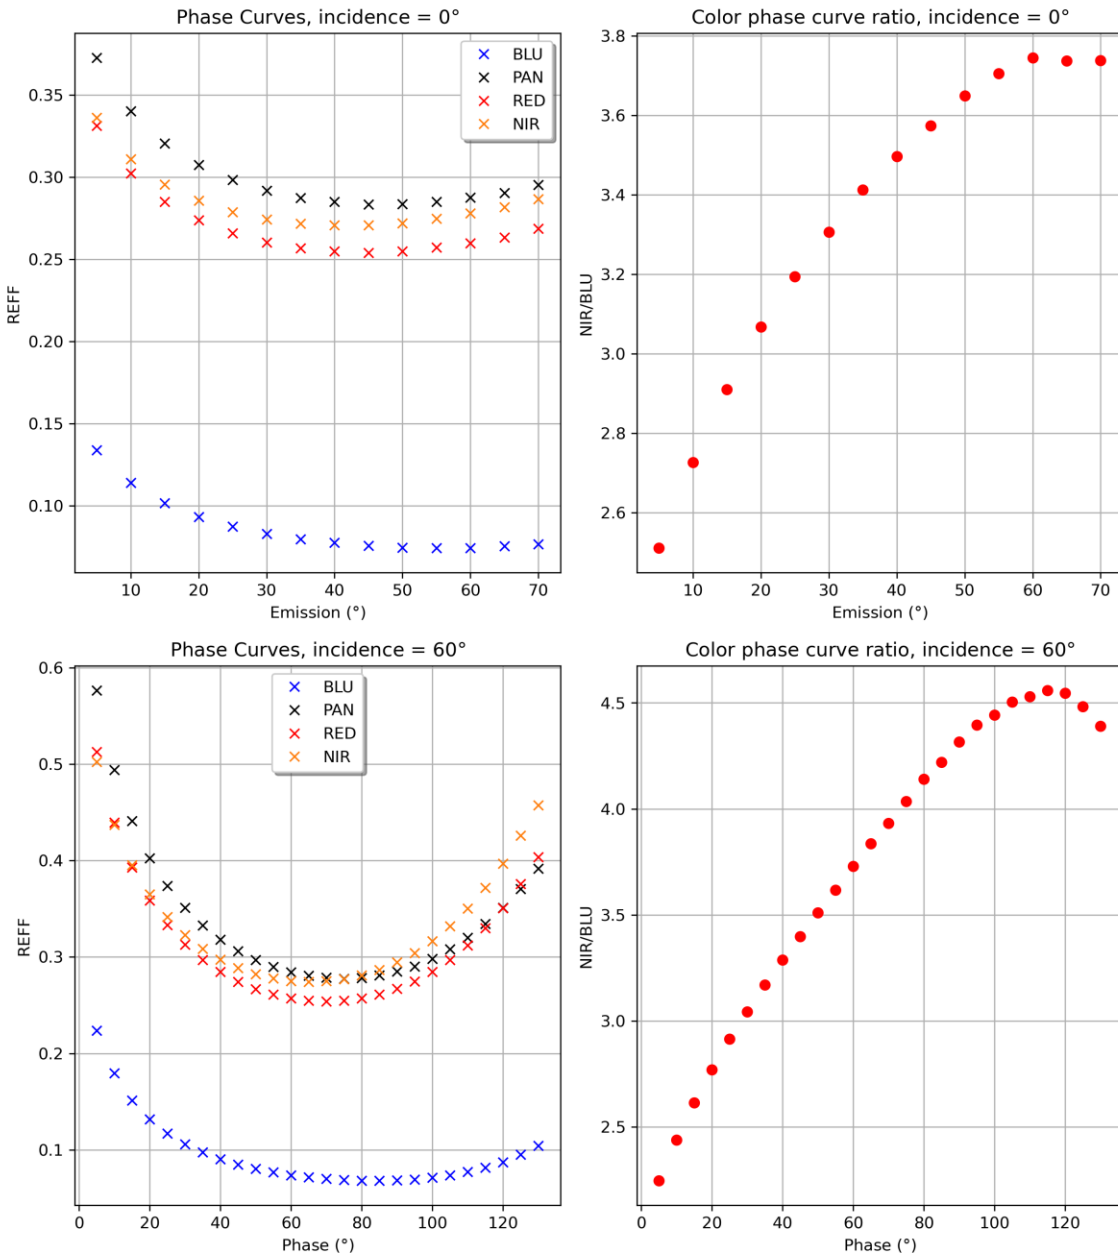 Phase Curves, incidence = 0°
REFF
0.35
0.30
0.25
0.20
0.15
0.10
BLU
PAN
RED
NIR
10 20 30 40 50 60 70
Emission (°)
Color phase curve ratio, incidence = 0°
NIR/BLU
3.8
3.6
3.4
3.2
3.0
2.8
2.6
10 20 30 40 50 60 70
Emission (°)
Phase Curves, incidence = 60°
REFF
0.6
0.5
0.4
0.3
0.2
0.1
BLU
PAN
RED
NIR
0 20 40 60 80 100 120
Phase (°)
Color phase curve ratio, incidence = 60°
NIR/BLU
4.5
4.0
3.5
3.0
2.5
0 20 40 60 80 100 120
Phase (°)